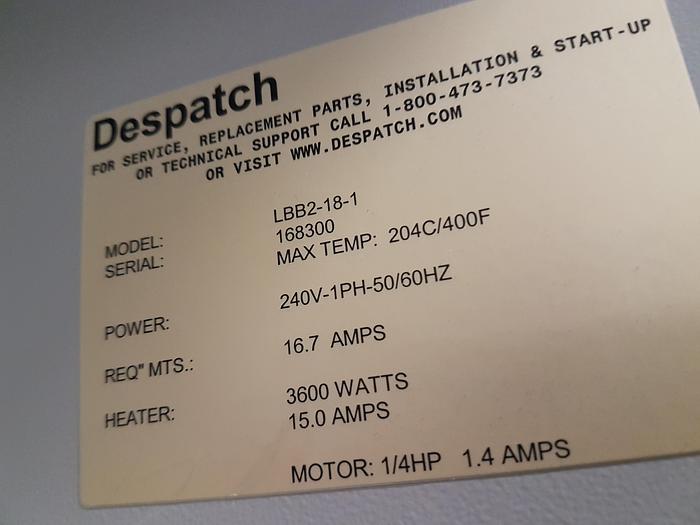 Despatch
FOR SERVICE, REPLACEMENT PARTS, INSTALLATION & START-UP
OR TECHNICAL SUPPORT CALL 1-800-473-7373
OR VISIT WWW.DESPATCH.COM
MODEL: LBB2-18-1
SERIAL: 168300
MAX TEMP: 204C/400F
POWER: 240V-1PH-50/60HZ
REQ" MTS.: 16.7 AMPS
HEATER: 3600 WATTS
15.0 AMPS
MOTOR: 1/4HP 1.4 AMPS